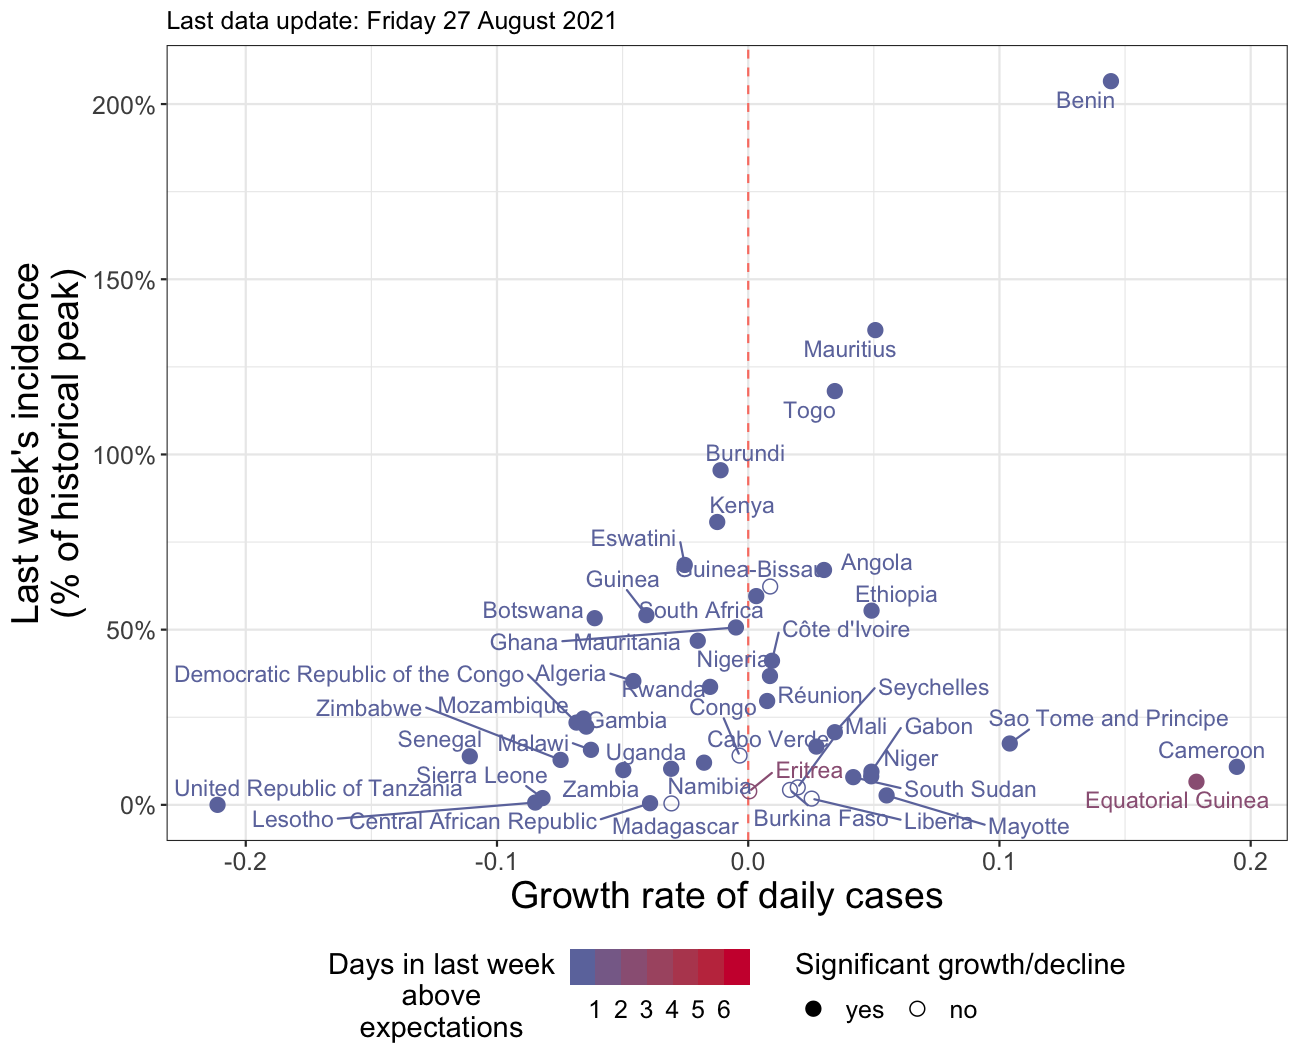 Last data update: Friday 27 August 2021
Last week's incidence
(% of historical peak)
200%
150%
100%
50%
0%
Benin
Mauritius
Togo
Burundi
Kenya
Eswatini
Guinea-Bissau
Angola
Guinea
Ethiopia
Botswana
South Africa
Côte d'Ivoire
Ghana
Mauritania
Nigeria
Democratic Republic of the Congo
Algeria
Rwanda
Réunion
Seychelles
Zimbabwe
Mozambique
Congo
Gambia
Mali
Gabon
Sao Tome and Principe
Senegal
Malawi
Cabo Verde
Uganda
Cameroon
Niger
Sierra Leone
Eritrea
United Republic of Tanzania
Zambia
Namibia
South Sudan
Equatorial Guinea
Lesotho
Central African Republic
Madagascar
Burkina Faso
Liberia
Mayotte
-0.2
-0.1
0.0
0.1
0.2
Growth rate of daily cases
Days in last week
above
expectations
1 2 3 4 5 6
Significant growth/decline
yes
no